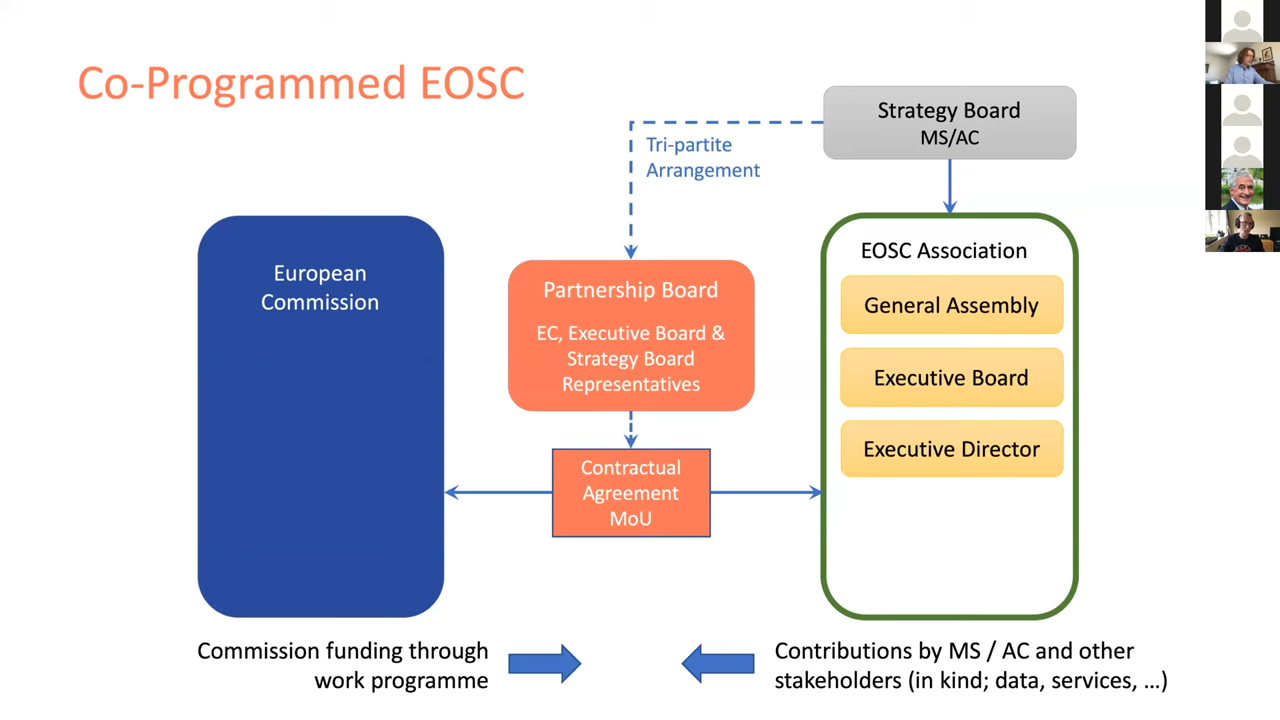 Co-Programmed EOSC
Strategy Board
MS/AC
Tri-partite
Arrangement
European
Commission
Partnership Board
EC, Executive Board &
Strategy Board
Representatives
Contractual
Agreement
MoU
EOSC Association
General Assembly
Executive Board
Executive Director
Commission funding through
work programme
Contributions by MS / AC and other
stakeholders (in kind; data, services, …)